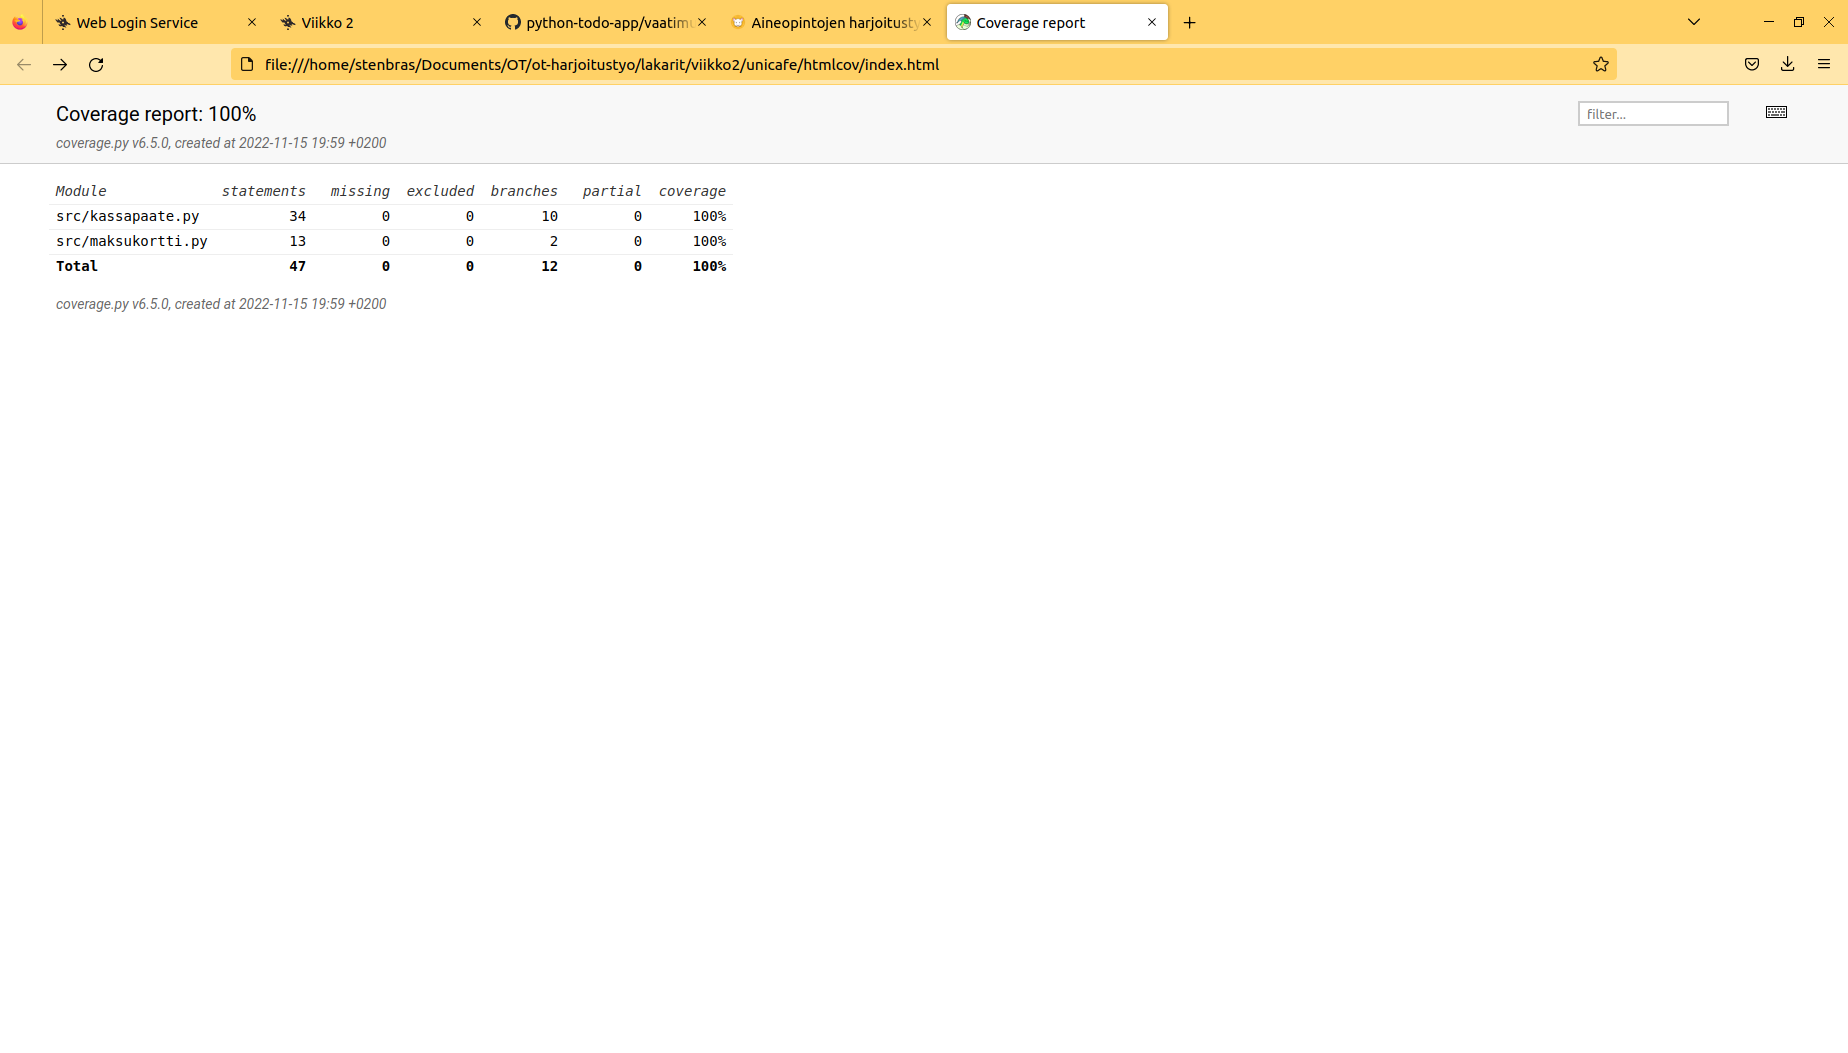 Web Login Service
Viikko 2
python-todo-app/vaatimu
Aineopintojen harjoitusty
Coverage report
file:///home/stenbras/Documents/OT/ot-harjoitustyo/lakarit/viikko2/unicafe/htmlcov/index.html
Coverage report: 100%
filter...
coverage.py v6.5.0, created at 2022-11-15 19:59 +0200
Module statements missing excluded branches partial coverage
src/kassapaate.py 34 0 0 10 0 100%
src/maksukortti.py 13 0 0 2 0 100%
Total 47 0 0 12 0 100%
coverage.py v6.5.0, created at 2022-11-15 19:59 +0200